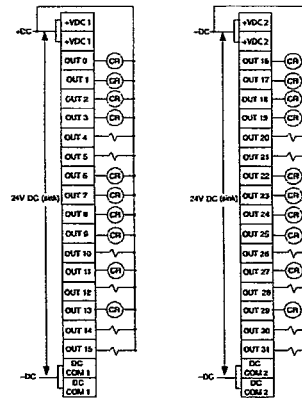 +DC
+VDC 1
+VDC 1
OUT 0 CR
OUT 1 CR
OUT 2 CR
OUT 3 CR
OUT 4
OUT 5
OUT 6 CR
OUT 7 CR
OUT 8 CR
OUT 9 CR
OUT 10
OUT 11 CR
OUT 12
OUT 13 CR
OUT 14
OUT 15
24V DC (sink)
–DC
DC COM 1
DC COM 1
+DC
+VDC 2
+VDC 2
OUT 16 CR
OUT 17 CR
OUT 18 CR
OUT 19 CR
OUT 20
OUT 21
OUT 22 CR
OUT 23 CR
OUT 24 CR
OUT 25 CR
OUT 26
OUT 27 CR
OUT 28
OUT 29 CR
OUT 30
OUT 31
24V DC (sink)
–DC
DC COM 2
DC COM 2